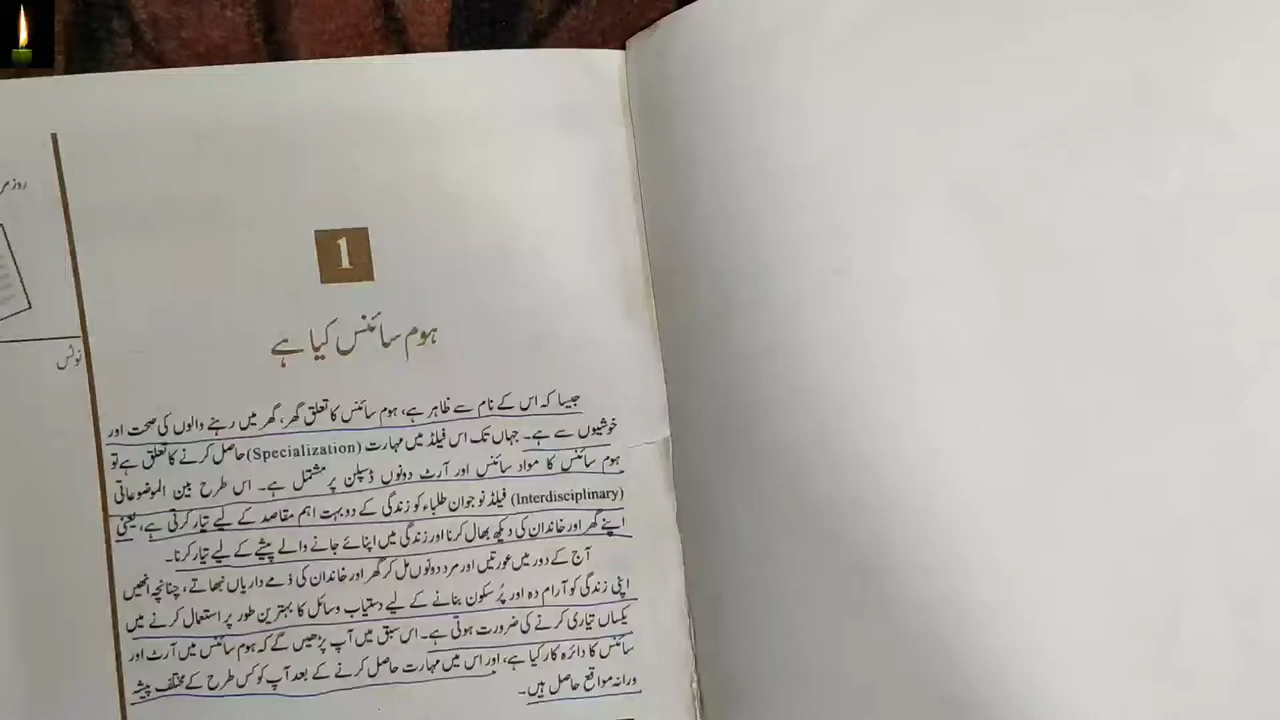 1
ہوم سائنس کیا ہے
جیسا کہ اس کے نام سے ظاہر ہے، ہوم سائنس کا تعلق گھر، گھر میں رہنے والوں کی صحت اور
خوشیوں سے ہے۔ جہاں تک اس فیلڈ میں مہارت (Specialization) حاصل کرنے کا تعلق ہے تو
ہوم سائنس کا مواد سائنس اور آرٹ دونوں ڈسپلن پر مشتمل ہے۔ اس طرح بین الموضوعاتی
(Interdisciplinary) فیلڈ نوجوان طلباء کو زندگی کے دو بہت اہم مقاصد کے لیے تیار کرتی ہے، یعنی
اپنے گھر اور خاندان کی دیکھ بھال کرنا اور زندگی میں اپنائے جانے والے پیشے کے لیے تیار کرنا۔
آج کے دور میں عورتیں اور مرد دونوں مل کر گھر اور خاندان کی ذمے داریاں نبھاتے، چنانچہ انھیں
اپنی زندگی کو آرام دہ اور پُر سکون بنانے کے لیے دستیاب وسائل کا بہترین طور پر استعمال کرنے میں
یکساں تیاری کرنے کی ضرورت ہوتی ہے۔ اس سبق میں آپ پڑھیں گے کہ ہوم سائنس میں آرٹ اور
سائنس کا دائرہ کار کیا ہے، اور اس میں مہارت حاصل کرنے کے بعد آپ کو کس طرح کے مختلف پیشہ
ورانہ مواقع حاصل ہیں۔
نوٹس